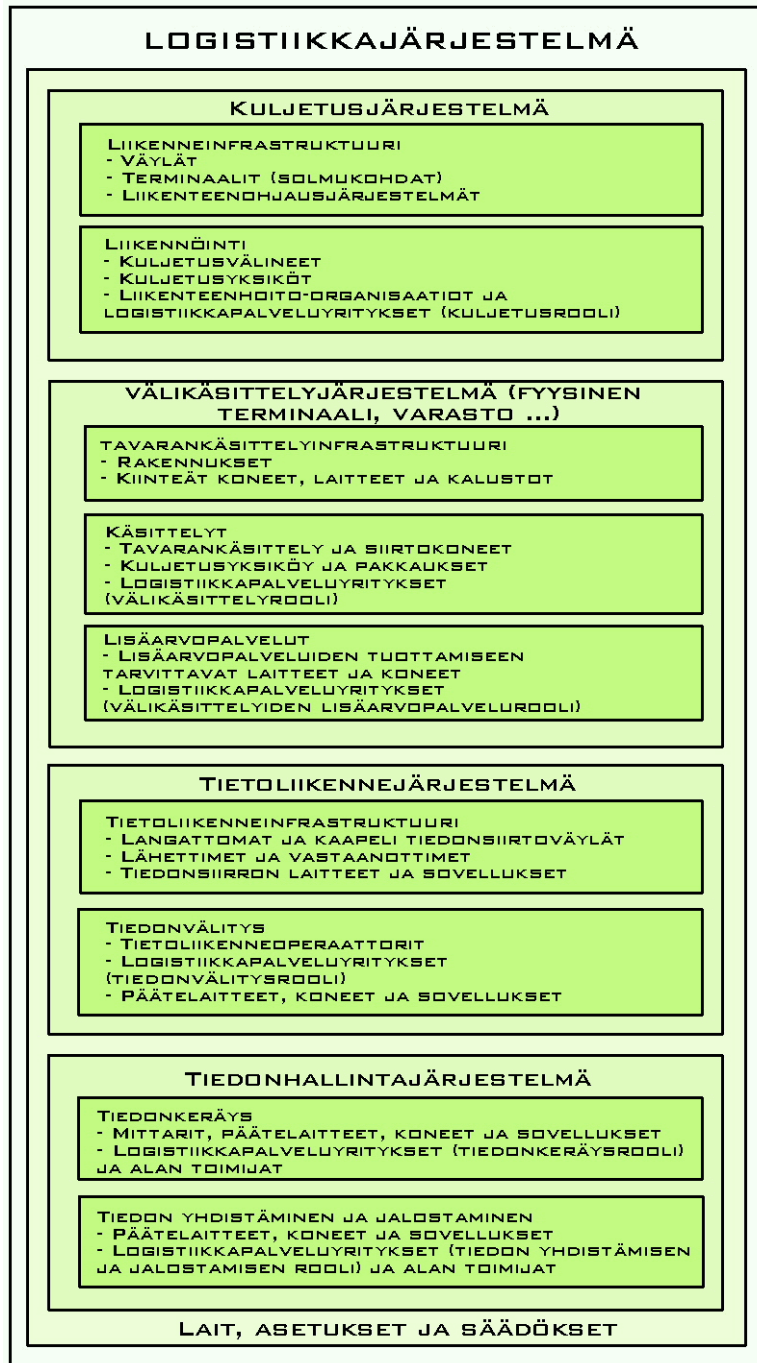 LOGISTIIKKAJÄRJESTELMÄ
KULJETUSJÄRJESTELMÄ
LIIKENNEINFRASTRUKTUURI
- VÄYLÄT
- TERMINAALIT (SOLMUKOHDAT)
- LIIKENTEENOHJAUSJÄRJESTELMÄT
LIIKENNÖINTI
- KULJETUSVÄLINEET
- KULJETUSYKSIKÖT
- LIIKENTEENHOITO-ORGANISAATIOT JA
LOGISTIIKKAPALVELUYRITYKSET (KULJETUSROOLI)
VÄLIKÄSITTELYJÄRJESTELMÄ (FYYSINEN
TERMINAALI, VARASTO ...)
TAVARANKÄSITTELYINFRASTRUKTUURI
- RAKENNUKSET
- KIINTEÄT KONEET, LAITTEET JA KALUSTOT
KÄSITTELYT
- TAVARANKÄSITTELY JA SIIRTOKONEET
- KULJETUSYKSIKÖY JA PAKKAUKSET
- LOGISTIIKKAPALVELUYRITYKSET
(VÄLIKÄSITTELYROOLI)
LISÄARVOPALVELUT
- LISÄARVOPALVELUIDEN TUOTTAMISEEN
TARVITTAVAT LAITTEET JA KONEET
- LOGISTIIKKAPALVELUYRITYKSET
(VÄLIKÄSITTELYIDEN LISÄARVOPALVELUROOLI)
TIETOLIIKENNEJÄRJESTELMÄ
TIETOLIIKENNEINFRASTRUKTUURI
- LANGATTOMAT JA KAAPELI TIEDONSIIRTOVÄYLÄT
- LÄHETTIMET JA VASTAANOTTIMET
- TIEDONSIIRRON LAITTEET JA SOVELLUKSET
TIEDONVÄLITYS
- TIETOLIIKENNEOPERAATTORIT
- LOGISTIIKKAPALVELUYRITYKSET
(TIEDONVÄLITYSROOLI)
- PÄÄTELAITTEET, KONEET JA SOVELLUKSET
TIEDONHALLINTAJÄRJESTELMÄ
TIEDONKERÄYS
- MITTARIT, PÄÄTELAITTEET, KONEET JA SOVELLUKSET
- LOGISTIIKKAPALVELUYRITYKSET (TIEDONKERÄYSROOLI)
JA ALAN TOIMIJAT
TIEDON YHDISTÄMINEN JA JALOSTAMINEN
- PÄÄTELAITTEET, KONEET JA SOVELLUKSET
- LOGISTIIKKAPALVELUYRITYKSET (TIEDON YHDISTÄMISEN
JA JALOSTAMISEN ROOLI) JA ALAN TOIMIJAT
LAIT, ASETUKSET JA SÄÄDÖKSET